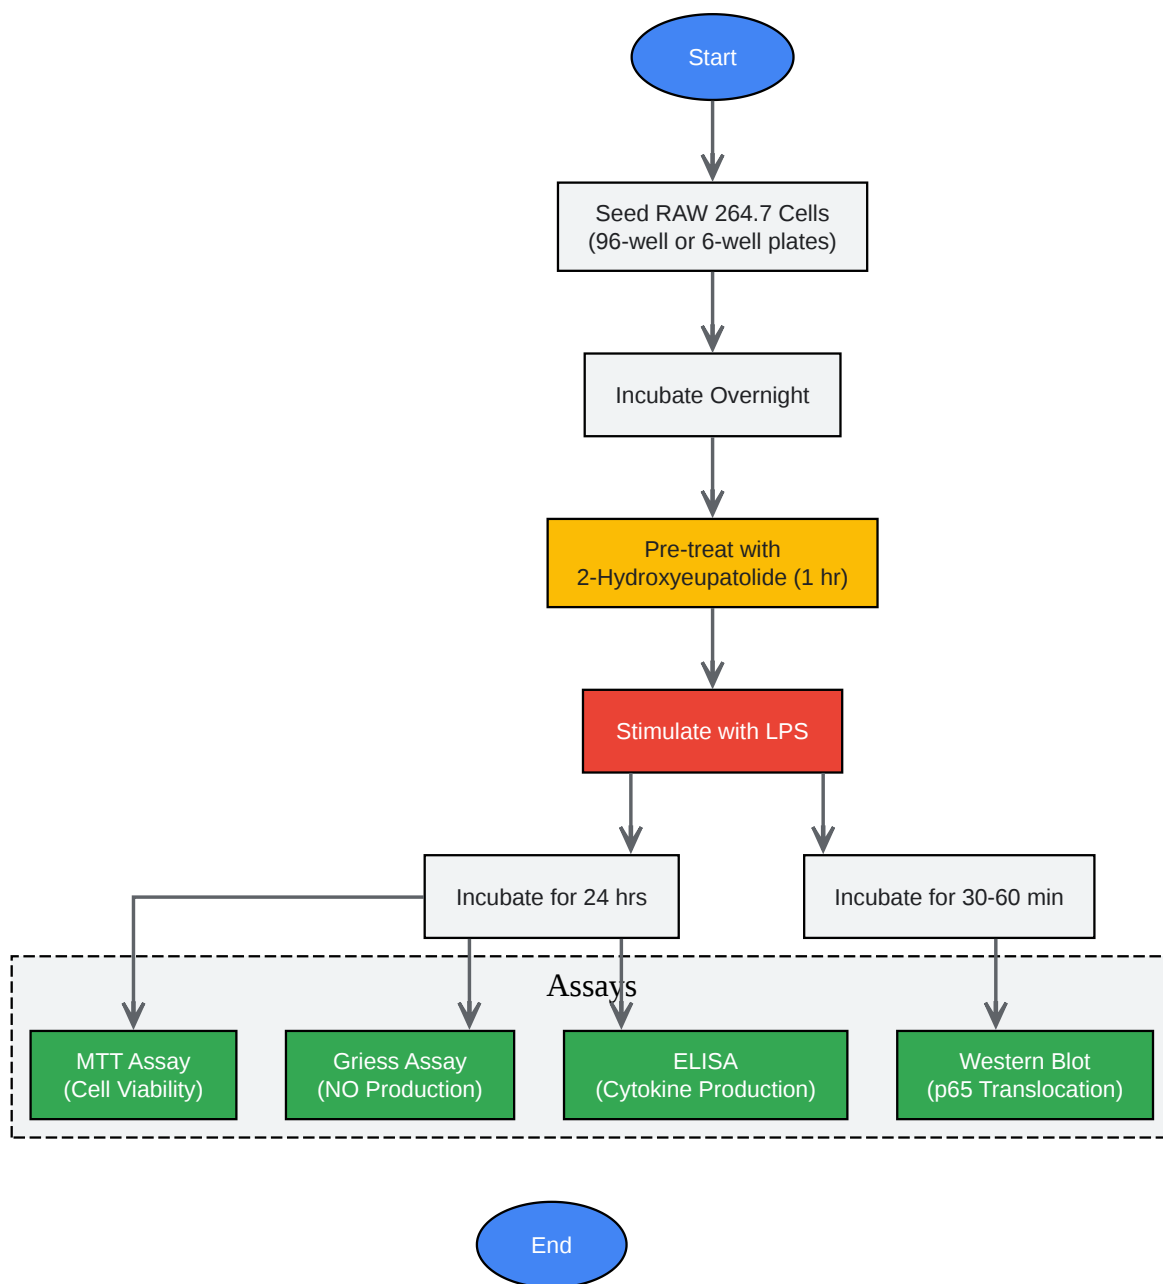 Start
Seed RAW 264.7 Cells
(96-well or 6-well plates)
Incubate Overnight
Pre-treat with
2-Hydroxyeupatolide (1 hr)
Stimulate with LPS
Incubate for 24 hrs
Incubate for 30-60 min
Assays
MTT Assay
(Cell Viability)
Griess Assay
(NO Production)
ELISA
(Cytokine Production)
Western Blot
(p65 Translocation)
End